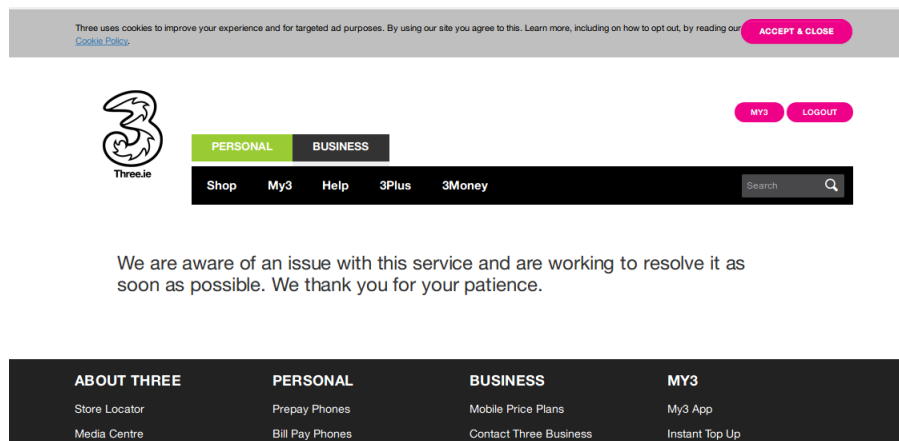 Three uses cookies to improve your experience and for targeted ad purposes. By using our site you agree to this. Learn more, including on how to opt out, by reading our
Cookie Policy.
ACCEPT & CLOSE
MY3
LOGOUT
Three.ie
PERSONAL
BUSINESS
Shop
My3
Help
3Plus
3Money
Search
We are aware of an issue with this service and are working to resolve it as
soon as possible. We thank you for your patience.
ABOUT THREE
PERSONAL
BUSINESS
MY3
Store Locator
Prepay Phones
Mobile Price Plans
My3 App
Media Centre
Bill Pay Phones
Contact Three Business
Instant Top Up